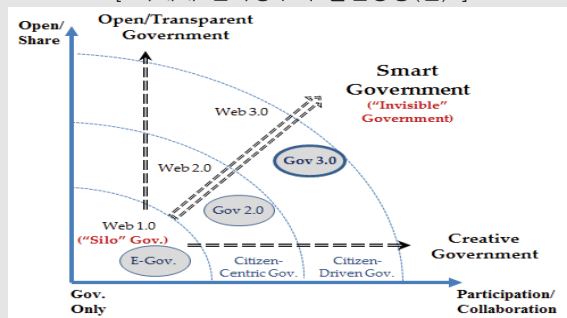 Open/
Share
Open/Transparent
Government
Smart
Government
("Invisible"
Government)
Web 3.0
Gov 3.0
Web 2.0
Gov 2.0
Web 1.0
("Silo" Gov.)
E-Gov.
Citizen-
Centric Gov.
Citizen-
Driven Gov.
Creative
Government
Gov.
Only
Participation/
Collaboration